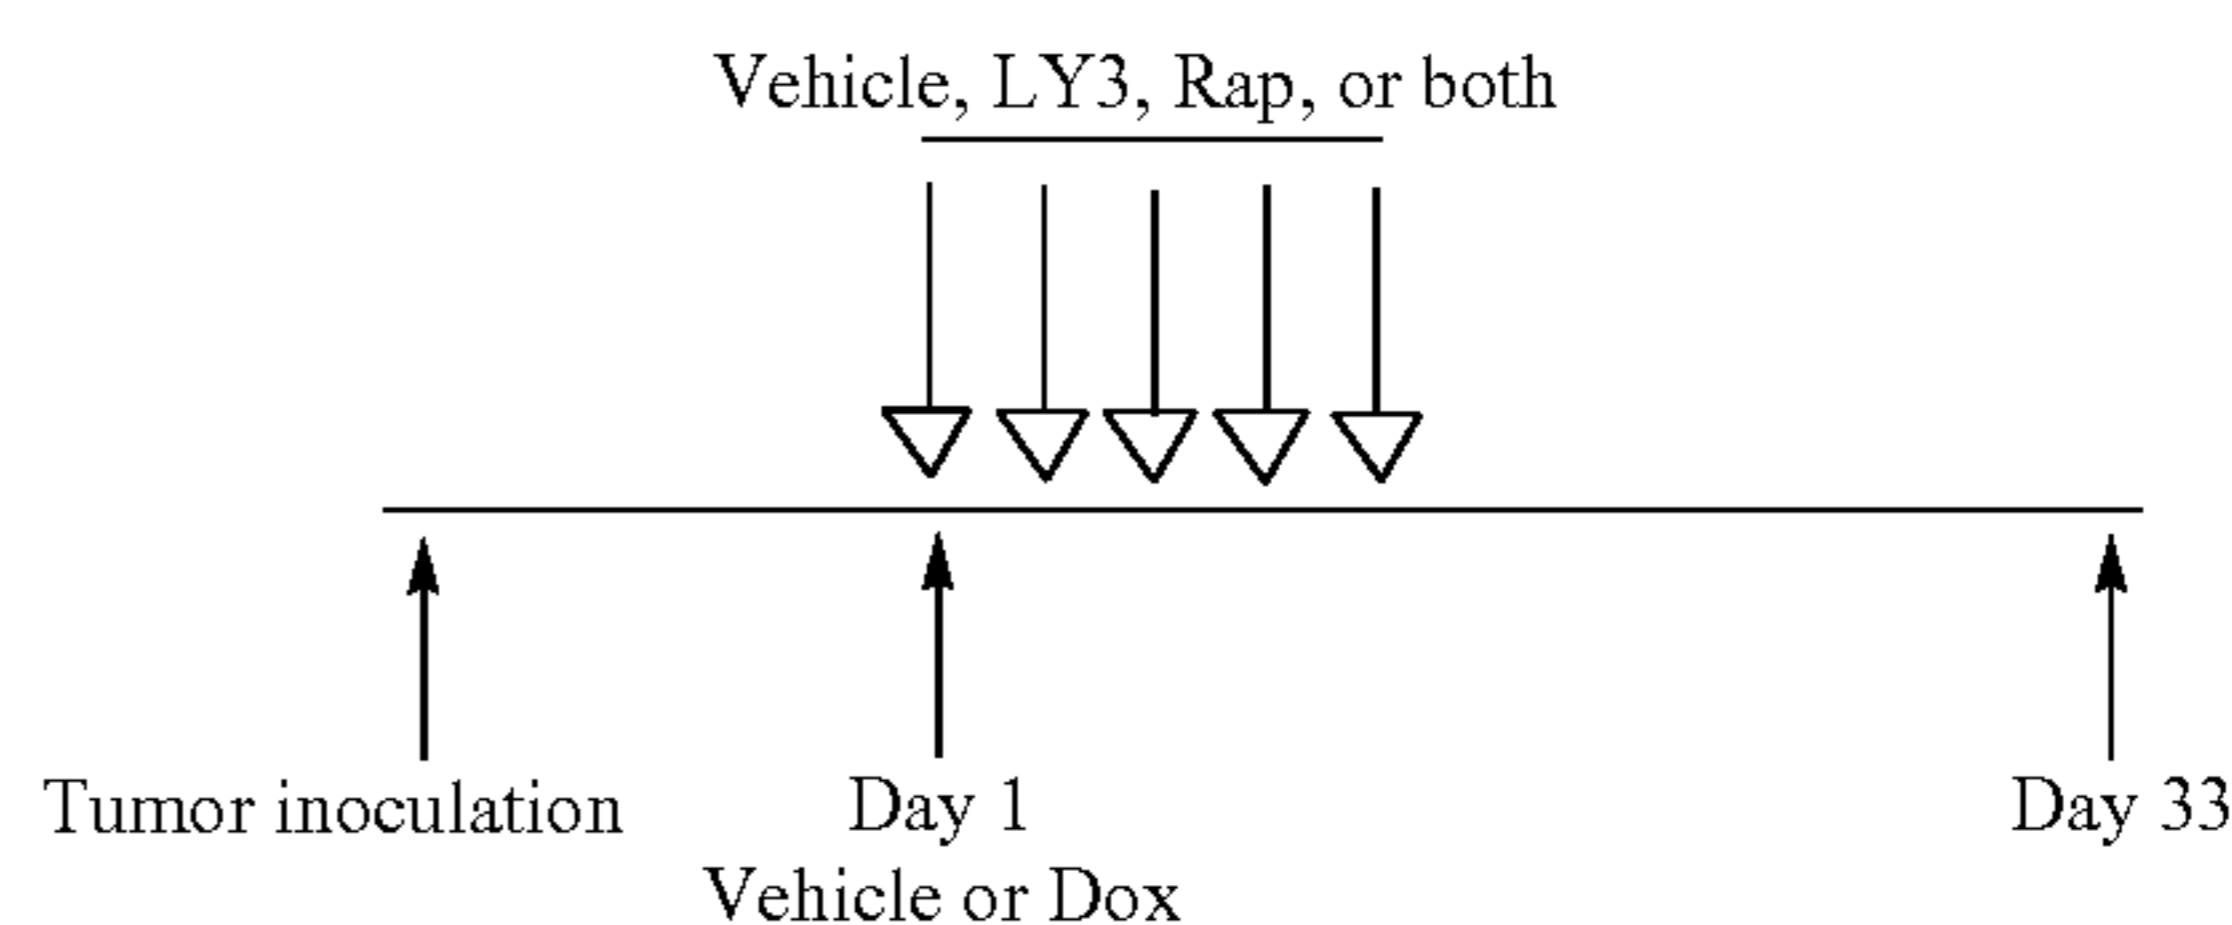 Vehicle, LY3, Rap, or both
Tumor inoculation
Day 1
Vehicle or Dox
Day 33